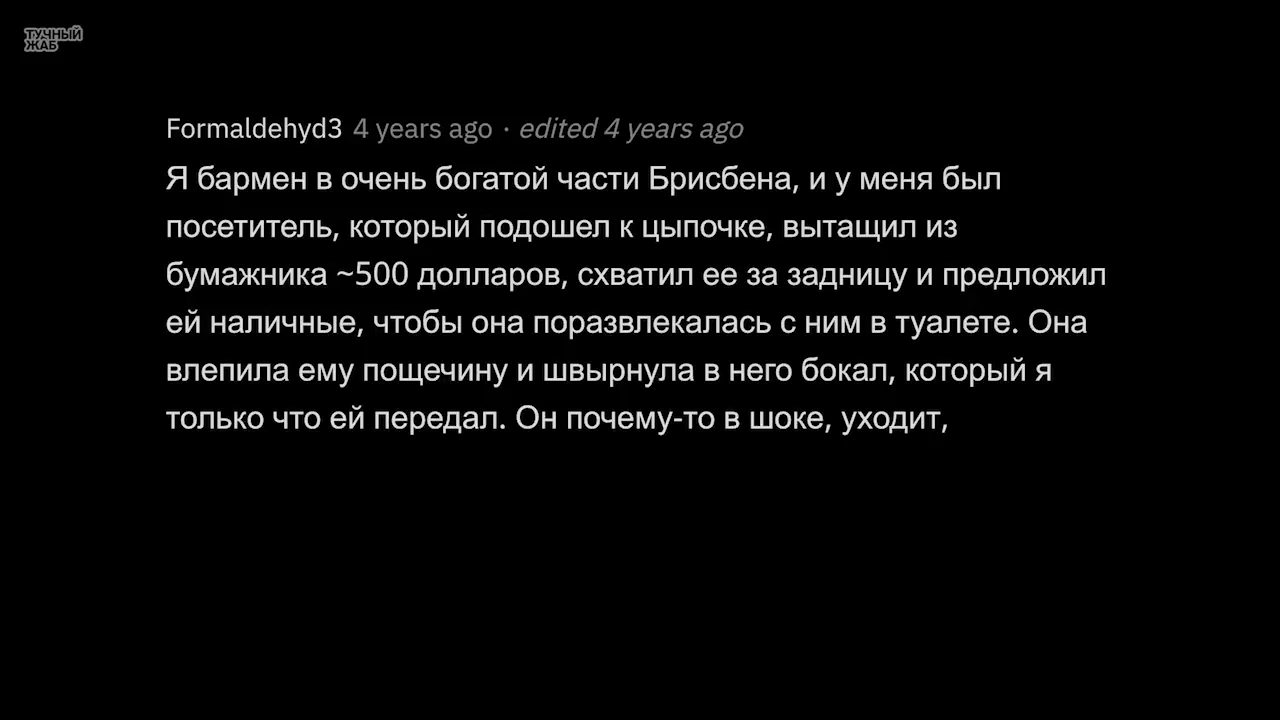 ТУЧНЫЙ
ЖАБ
Formaldehyd3 4 years ago · edited 4 years ago
Я бармен в очень богатой части Брисбена, и у меня был
посетитель, который подошел к цыпочке, вытащил из
бумажника ~500 долларов, схватил ее за задницу и предложил
ей наличные, чтобы она поразвлекалась с ним в туалете. Она
влепила ему пощечину и швырнула в него бокал, который я
только что ей передал. Он почему-то в шоке, уходит,